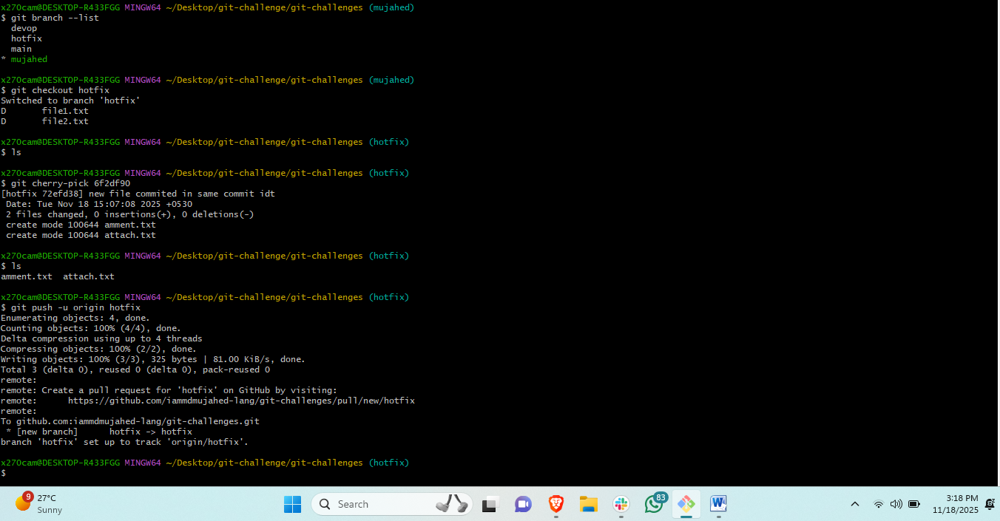 x270cam@DESKTOP-R433FGG MINGW64 ~/Desktop/git-challenge/git-challenges (mujahed)
$ git branch --list
  devop
  hotfix
  main
* mujahed

x270cam@DESKTOP-R433FGG MINGW64 ~/Desktop/git-challenge/git-challenges (mujahed)
$ git checkout hotfix
Switched to branch 'hotfix'
D       file1.txt
D       file2.txt

x270cam@DESKTOP-R433FGG MINGW64 ~/Desktop/git-challenge/git-challenges (hotfix)
$ ls

x270cam@DESKTOP-R433FGG MINGW64 ~/Desktop/git-challenge/git-challenges (hotfix)
$ git cherry-pick 6f2df90
[hotfix 72efd38] new file commited in same commit idt
 Date: Tue Nov 18 15:07:08 2025 +0530
 2 files changed, 0 insertions(+), 0 deletions(-)
 create mode 100644 amment.txt
 create mode 100644 attach.txt

x270cam@DESKTOP-R433FGG MINGW64 ~/Desktop/git-challenge/git-challenges (hotfix)
$ ls
amment.txt  attach.txt

x270cam@DESKTOP-R433FGG MINGW64 ~/Desktop/git-challenge/git-challenges (hotfix)
$ git push -u origin hotfix
Enumerating objects: 4, done.
Counting objects: 100% (4/4), done.
Delta compression using up to 4 threads
Compressing objects: 100% (2/2), done.
Writing objects: 100% (3/3), 325 bytes | 81.00 KiB/s, done.
Total 3 (delta 0), reused 0 (delta 0), pack-reused 0
remote:
remote: Create a pull request for 'hotfix' on GitHub by visiting:
remote:      https://github.com/iammdmujahed-lang/git-challenges/pull/new/hotfix
remote:
To github.com:iammdmujahed-lang/git-challenges.git
 * [new branch]      hotfix -> hotfix
branch 'hotfix' set up to track 'origin/hotfix'.

x270cam@DESKTOP-R433FGG MINGW64 ~/Desktop/git-challenge/git-challenges (hotfix)
$
9
27°C
Sunny
Search
83
W
3:18 PM
11/18/2025